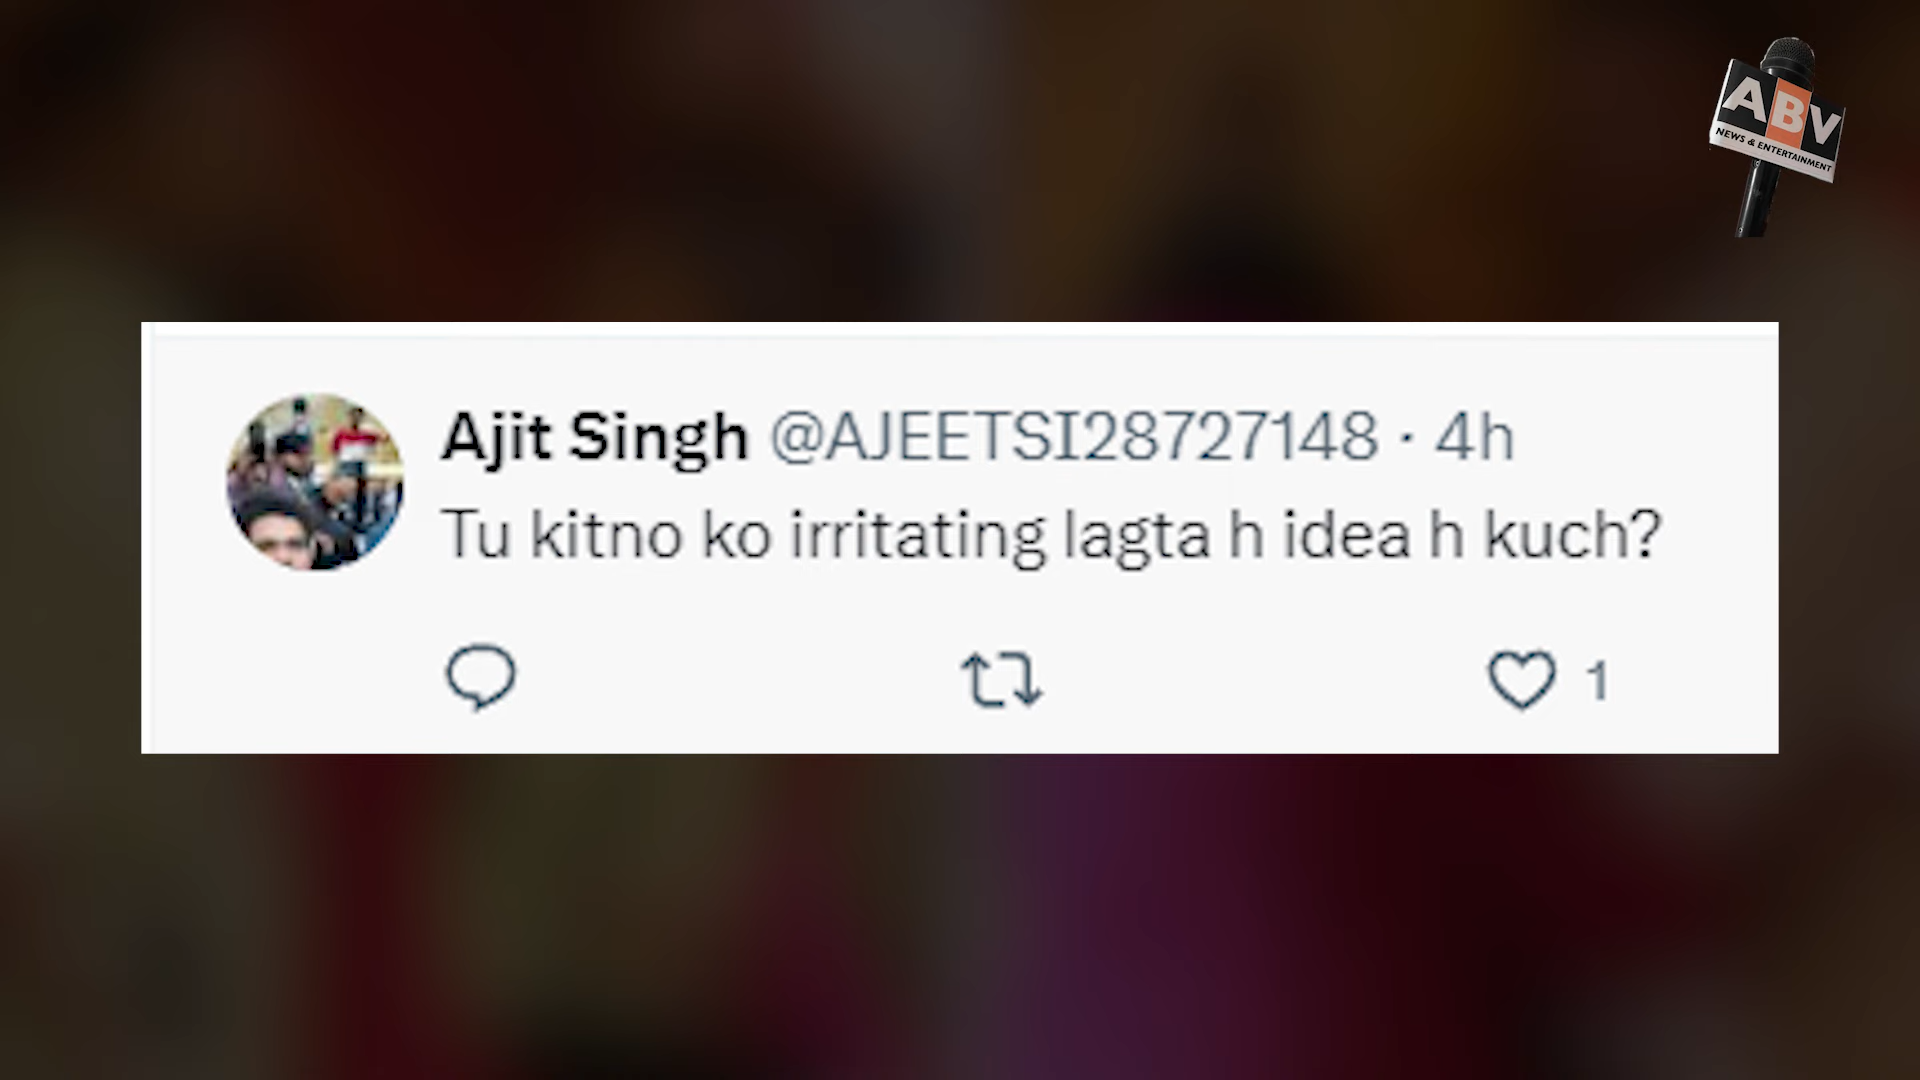 ABV
NEWS & ENTERTAINMENT
Ajit Singh @AJEETSI28727148 · 4h
Tu kitno ko irritating lagta h idea h kuch?
1